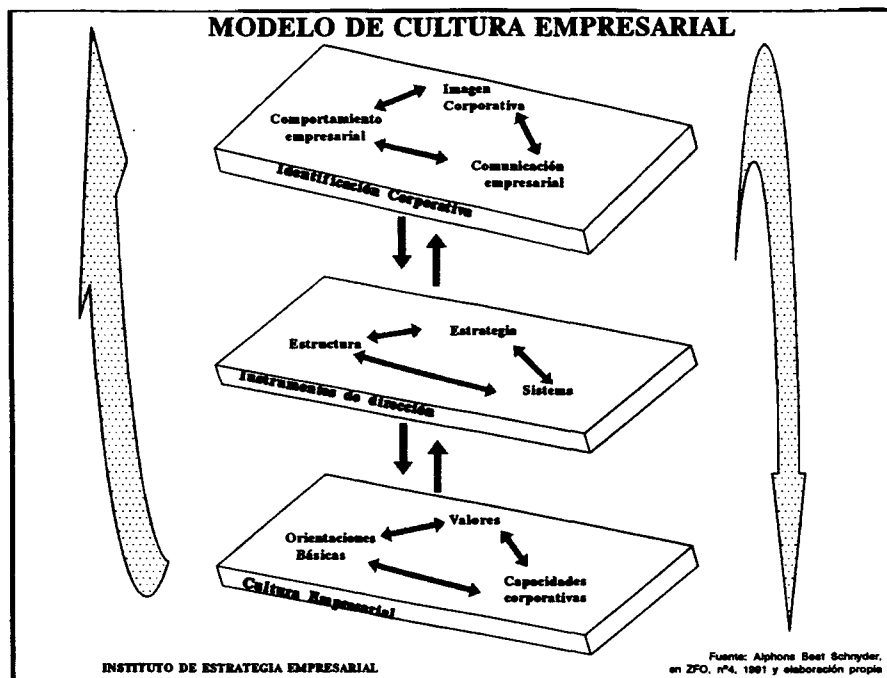 MODELO DE CULTURA EMPRESARIAL
Imagen
Corporativa
Comportamiento
empresarial
Comunicación
empresarial
Identificación Corporativa
Estrategia
Estructura
Sistema
Instrumentos de dirección
Valores
Orientaciones
Básicas
Capacidades
corporativas
Cultura Empresarial
INSTITUTO DE ESTRATEGIA EMPRESARIAL
Fuente: Alphons Beat Schnyder,
en ZFO, nº4, 1991 y elaboración propia